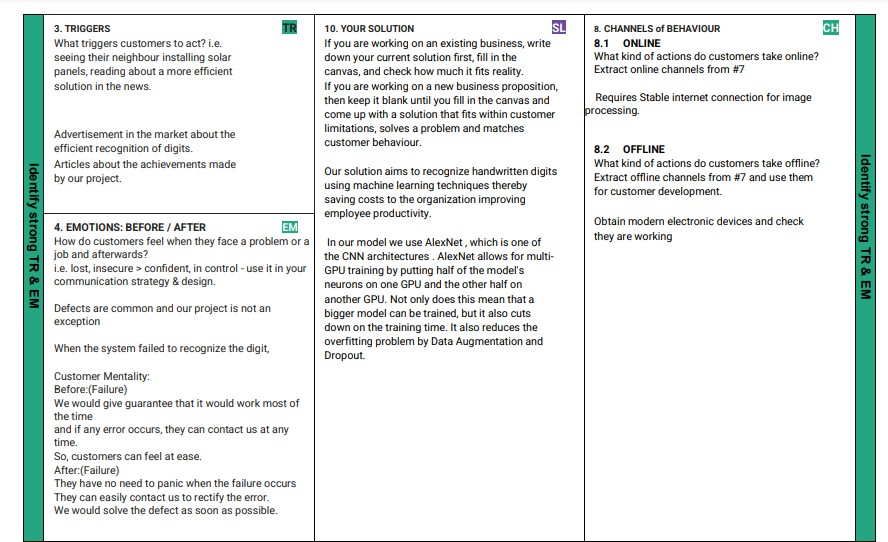 Identify strong TR & EM
3. TRIGGERS
TR
What triggers customers to act? i.e.
seeing their neighbour installing solar
panels, reading about a more efficient
solution in the news.
Advertisement in the market about the
efficient recognition of digits.
Articles about the achievements made
by our project.
4. EMOTIONS: BEFORE / AFTER
EM
How do customers feel when they face a problem or a
job and afterwards?
i.e. lost, insecure > confident, in control - use it in your
communication strategy & design.
Defects are common and our project is not an
exception
When the system failed to recognize the digit,
Customer Mentality:
Before:(Failure)
We would give guarantee that it would work most of
the time
and if any error occurs, they can contact us at any
time.
So, customers can feel at ease.
After:(Failure)
They have no need to panic when the failure occurs
They can easily contact us to rectify the error.
We would solve the defect as soon as possible.
10. YOUR SOLUTION
SL
If you are working on an existing business, write
down your current solution first, fill in the
canvas, and check how much it fits reality.
If you are working on a new business proposition,
then keep it blank until you fill in the canvas and
come up with a solution that fits within customer
limitations, solves a problem and matches
customer behaviour.
Our solution aims to recognize handwritten digits
using machine learning techniques thereby
saving costs to the organization improving
employee productivity.
In our model we use AlexNet , which is one of
the CNN architectures . AlexNet allows for multi-
GPU training by putting half of the model's
neurons on one GPU and the other half on
another GPU. Not only does this mean that a
bigger model can be trained, but it also cuts
down on the training time. It also reduces the
overfitting problem by Data Augmentation and
Dropout.
8. CHANNELS of BEHAVIOUR
CH
8.1 ONLINE
What kind of actions do customers take online?
Extract online channels from #7
Requires Stable internet connection for image
processing.
8.2 OFFLINE
What kind of actions do customers take offline?
Extract offline channels from #7 and use them
for customer development.
Obtain modern electronic devices and check
they are working
Identify strong TR & EM